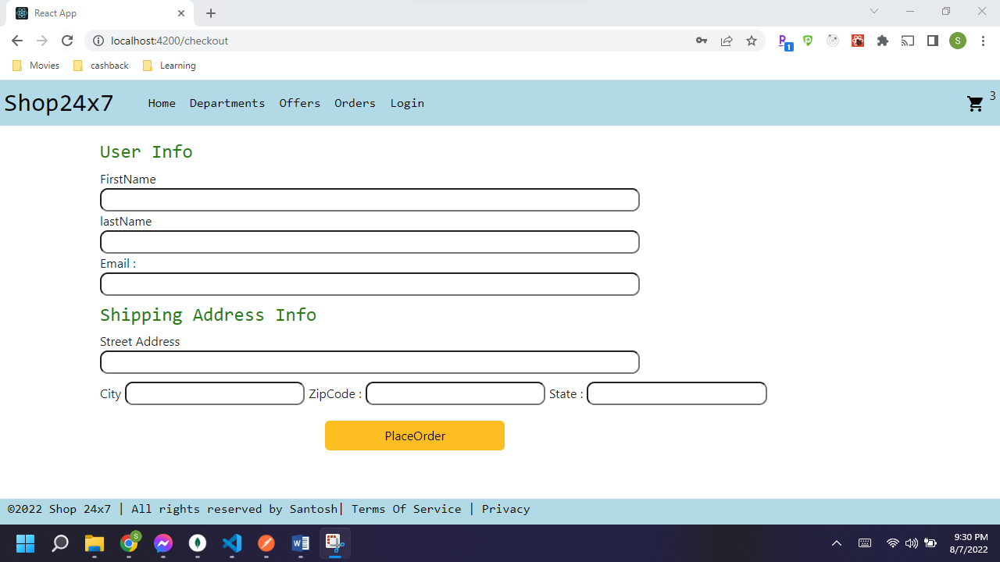 React App
localhost:4200/checkout
1
S
Movies cashback Learning
Shop24x7 Home Departments Offers Orders Login 3
User Info
FirstName
lastName
Email :
Shipping Address Info
Street Address
City ZipCode : State :
PlaceOrder
©2022 Shop 24x7 | All rights reserved by Santosh| Terms Of Service | Privacy
S
9:30 PM
8/7/2022